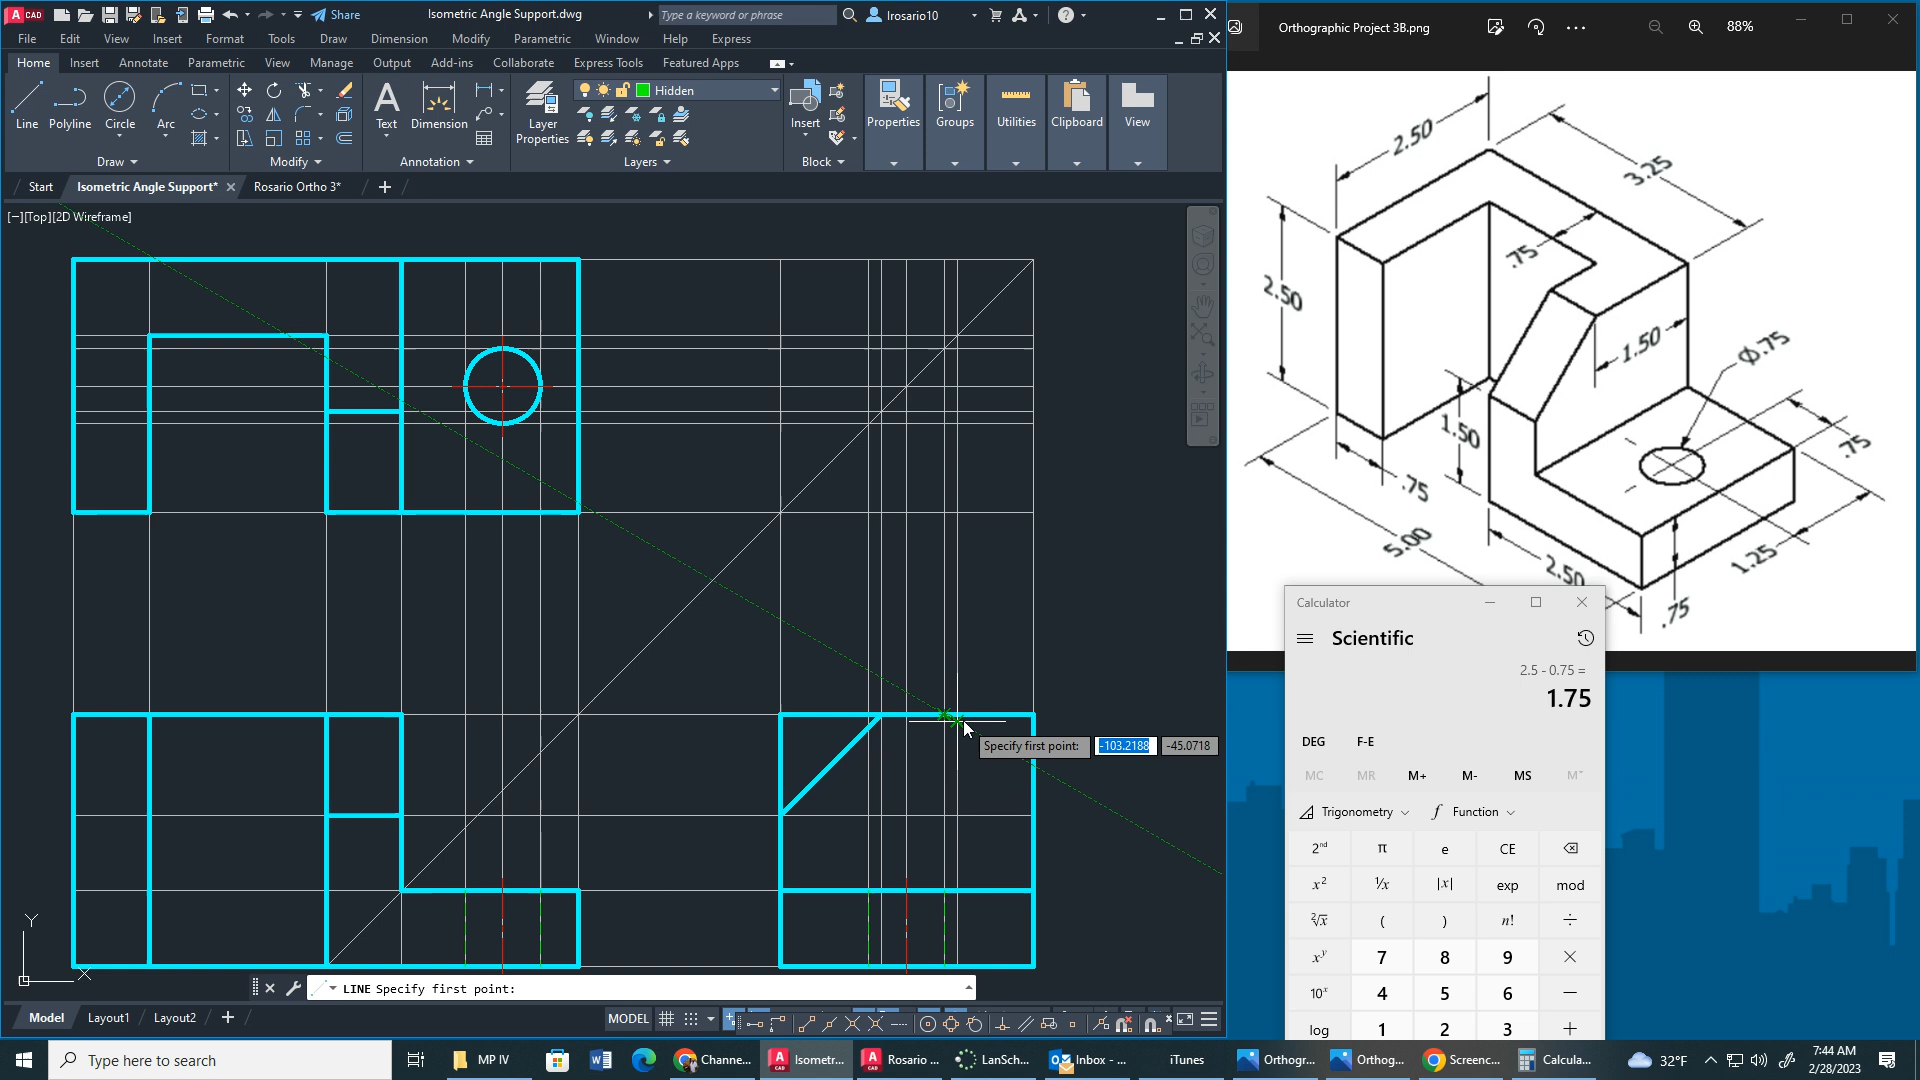 A CAD Share Isometric Angle Support.dwg Type a keyword or phrase lrosario10
File Edit View Insert Format Tools Draw Dimension Modify Parametric Window Help Express
Home Insert Annotate Parametric View Manage Output Add-ins Collaborate Express Tools Featured Apps
Hidden
Line Polyline Circle Arc Text Dimension Layer Properties Insert Properties Groups Utilities Clipboard View
Draw Modify Annotation Layers Block
Start Isometric Angle Support* Rosario Ortho 3*
[−][Top][2D Wireframe]
Specify first point: -103.2188 -45.0718
Y
X
LINE Specify first point:
Model Layout1 Layout2 MODEL
Orthographic Project 3B.png 88%
2.50
3.25
.75
2.50
1.50
Φ.75
1.50
.75
.75
5.00
2.50
1.25
.75
Calculator
Scientific
2.5 - 0.75 =
1.75
DEG F-E
MC MR M+ M- MS M˅
Trigonometry f Function
2ⁿᵈ π e CE
x² ¹/x |x| exp mod
²√x ( ) n! ÷
xʸ 7 8 9 ×
10ˣ 4 5 6 −
log 1 2 3 +
Type here to search MP IV Channe... Isometr... Rosario ... LanSch... Inbox - ... iTunes Orthogr... Orthog... Screenc... Calcula... 32°F 7:44 AM
2/28/2023